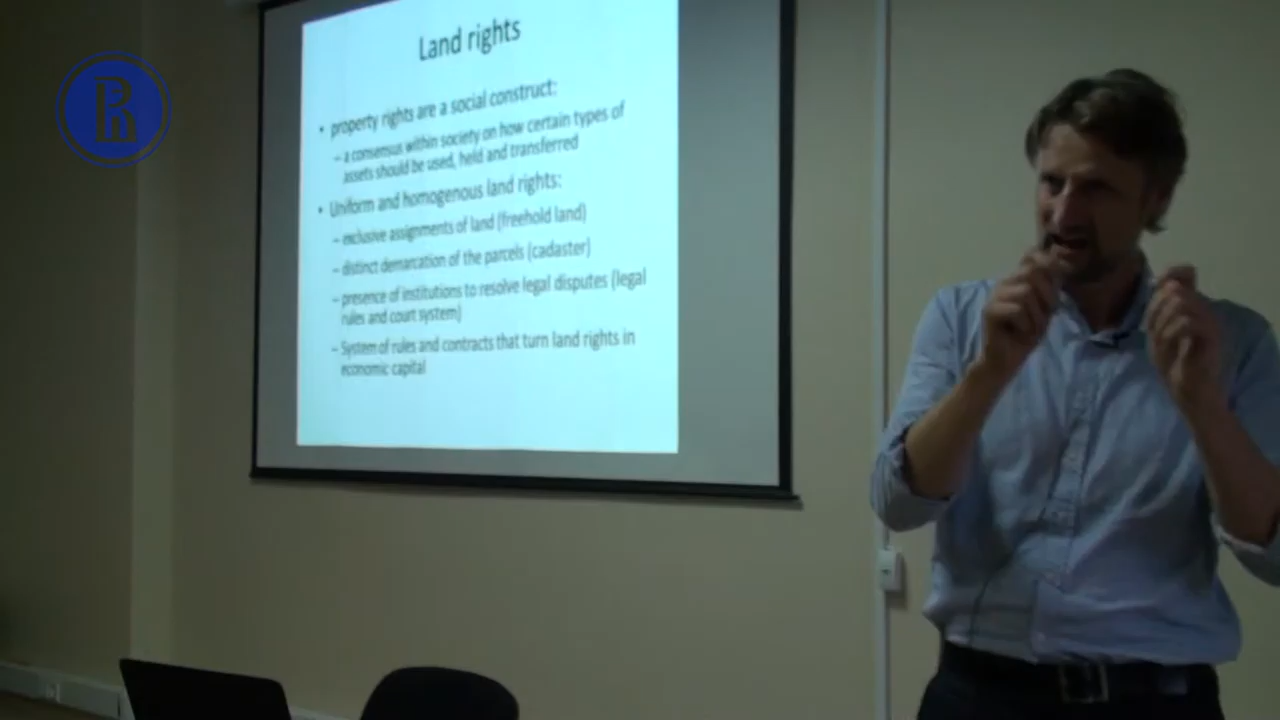 Land rights
• property rights are a social construct:
– a consensus within society on how certain types of
assets should be used, held and transferred
• Uniform and homogenous land rights:
– exclusive assignments of land (freehold land)
– distinct demarcation of the parcels (cadaster)
– presence of institutions to resolve legal disputes (legal
rules and court system)
– System of rules and contracts that turn land rights in
economic capital